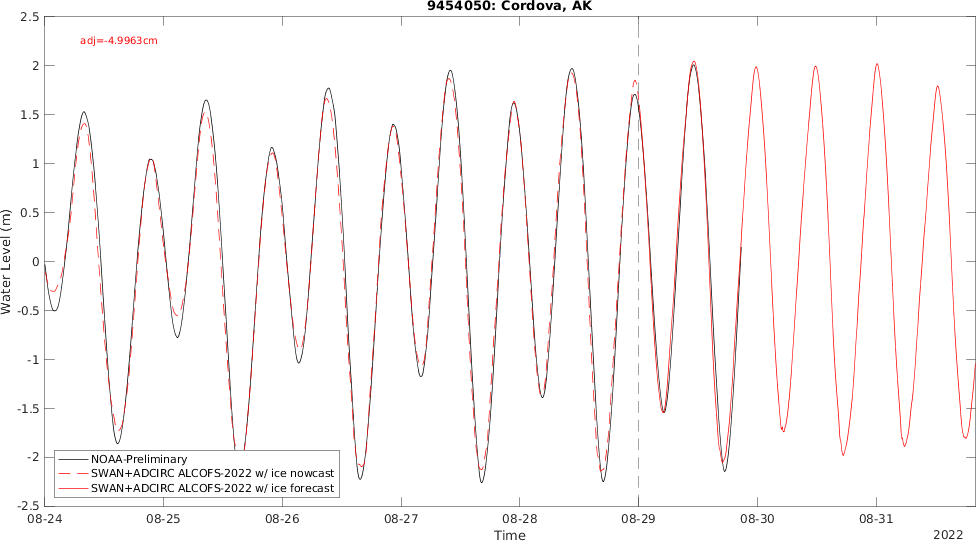 9454050: Cordova, AK
adj=-4.9963cm
2.5
2
1.5
1
0.5
0
-0.5
-1
-1.5
-2
-2.5
Water Level (m)
NOAA-Preliminary
SWAN+ADCIRC ALCOFS-2022 w/ ice nowcast
SWAN+ADCIRC ALCOFS-2022 w/ ice forecast
08-24 08-25 08-26 08-27 08-28 08-29 08-30 08-31
Time
2022